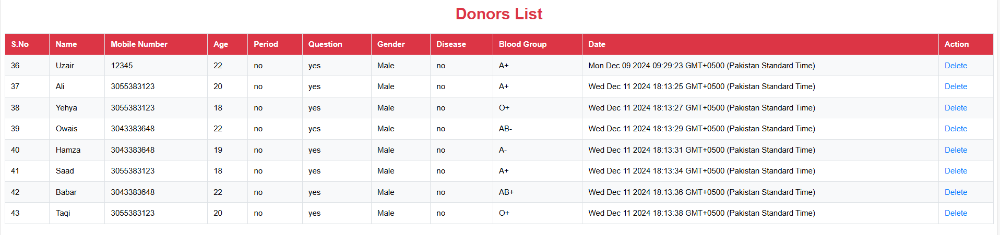 Donors List
S.No Name Mobile Number Age Period Question Gender Disease Blood Group Date Action
36 Uzair 12345 22 no yes Male no A+ Mon Dec 09 2024 09:29:23 GMT+0500 (Pakistan Standard Time) Delete
37 Ali 3055383123 20 no yes Male no A+ Wed Dec 11 2024 18:13:25 GMT+0500 (Pakistan Standard Time) Delete
38 Yehya 3055383123 18 no yes Male no O+ Wed Dec 11 2024 18:13:27 GMT+0500 (Pakistan Standard Time) Delete
39 Owais 3043383648 22 no yes Male no AB- Wed Dec 11 2024 18:13:29 GMT+0500 (Pakistan Standard Time) Delete
40 Hamza 3043383648 19 no yes Male no A- Wed Dec 11 2024 18:13:31 GMT+0500 (Pakistan Standard Time) Delete
41 Saad 3055383123 18 no yes Male no A+ Wed Dec 11 2024 18:13:34 GMT+0500 (Pakistan Standard Time) Delete
42 Babar 3043383648 22 no yes Male no AB+ Wed Dec 11 2024 18:13:36 GMT+0500 (Pakistan Standard Time) Delete
43 Taqi 3055383123 20 no yes Male no O+ Wed Dec 11 2024 18:13:38 GMT+0500 (Pakistan Standard Time) Delete